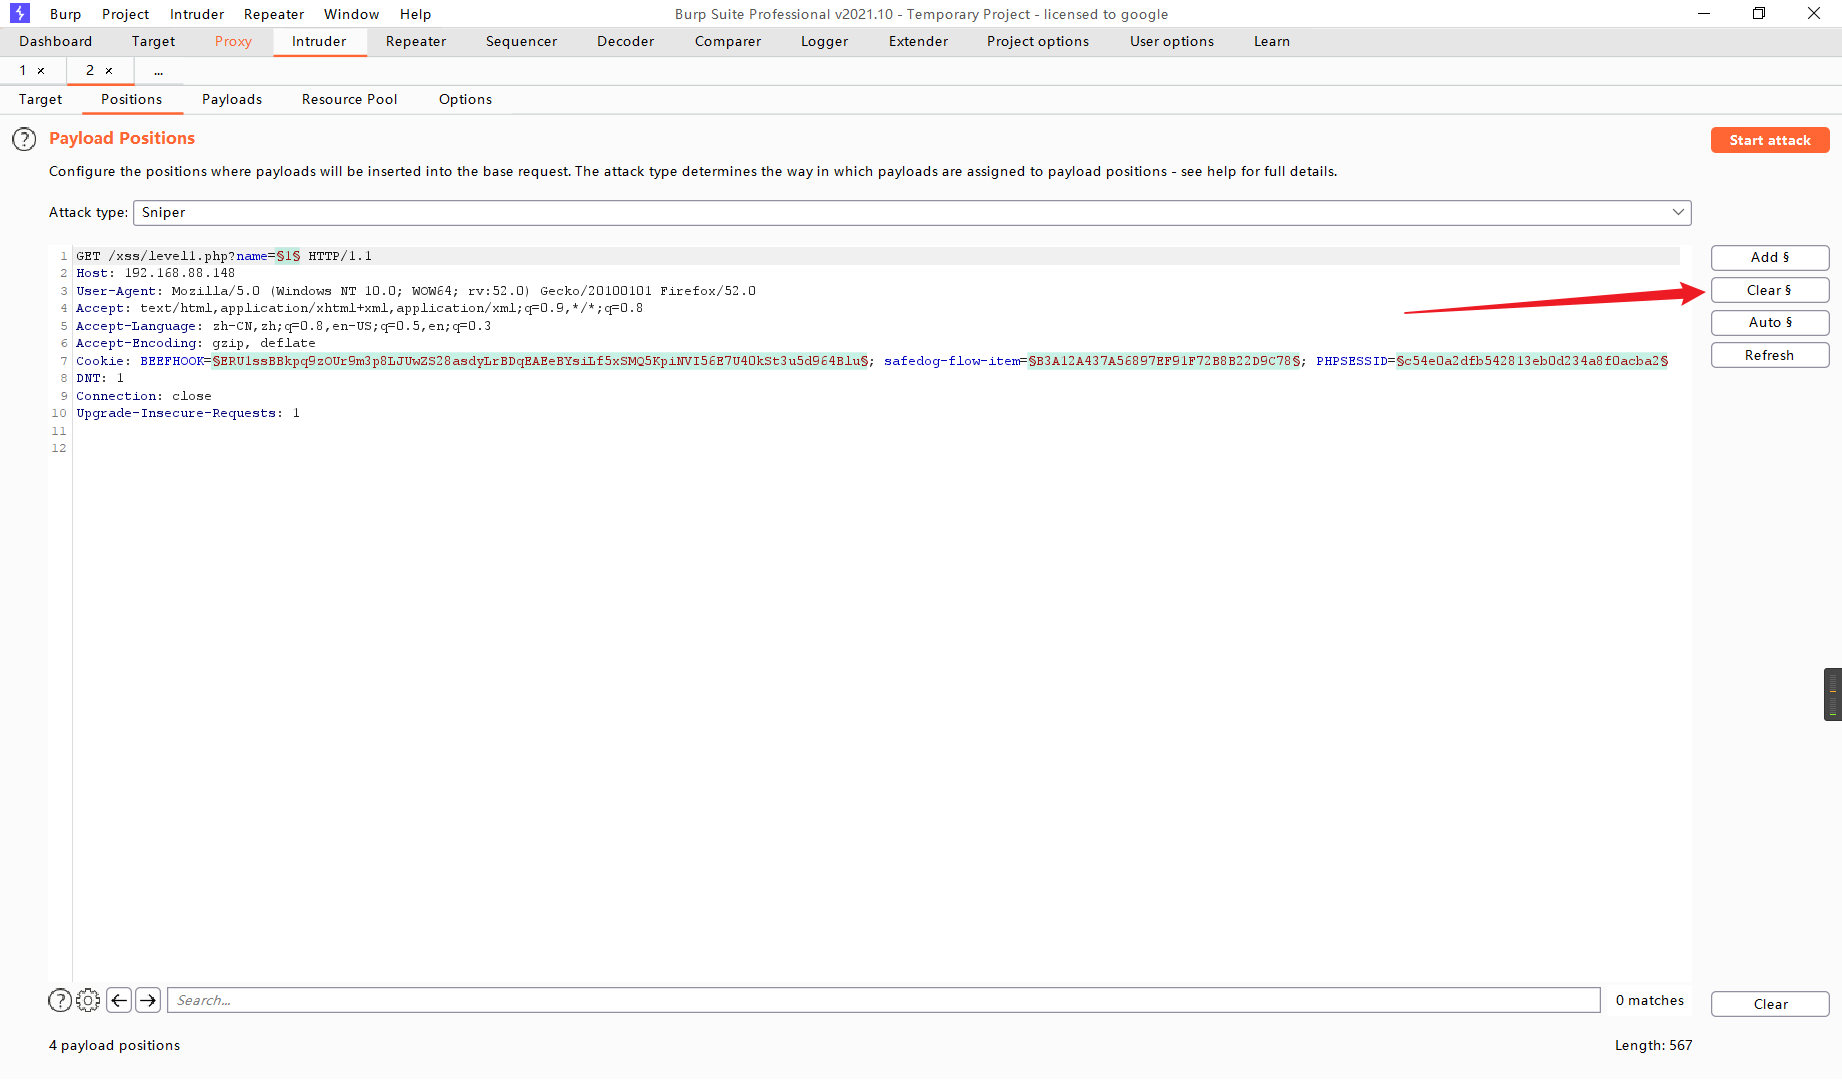 Burp Project Intruder Repeater Window Help Burp Suite Professional v2021.10 - Temporary Project - licensed to google
Dashboard Target Proxy Intruder Repeater Sequencer Decoder Comparer Logger Extender Project options User options Learn
1 × 2 × ...
Target Positions Payloads Resource Pool Options
? Payload Positions Start attack
Configure the positions where payloads will be inserted into the base request. The attack type determines the way in which payloads are assigned to payload positions - see help for full details.
Attack type: Sniper
1 GET /xss/level1.php?name=§1§ HTTP/1.1
2 Host: 192.168.88.148
3 User-Agent: Mozilla/5.0 (Windows NT 10.0; WOW64; rv:52.0) Gecko/20100101 Firefox/52.0
4 Accept: text/html,application/xhtml+xml,application/xml;q=0.9,*/*;q=0.8
5 Accept-Language: zh-CN,zh;q=0.8,en-US;q=0.5,en;q=0.3
6 Accept-Encoding: gzip, deflate
7 Cookie: BEEFHOOK=§ERU1ssBBkpq9zOUr9m3p8LJUwZS28asdyLrBDqEAEeBYsiLf5xSMQ5KpiNVI56E7U40kSt3u5d964Blu§; safedog-flow-item=§B3A12A437A56897EF91F72B8B22D9C78§; PHPSESSID=§c54e0a2dfb542813eb0d234a8f0acba2§
8 DNT: 1
9 Connection: close
10 Upgrade-Insecure-Requests: 1
11
12
Add §
Clear §
Auto §
Refresh
? Search... 0 matches Clear
4 payload positions Length: 567